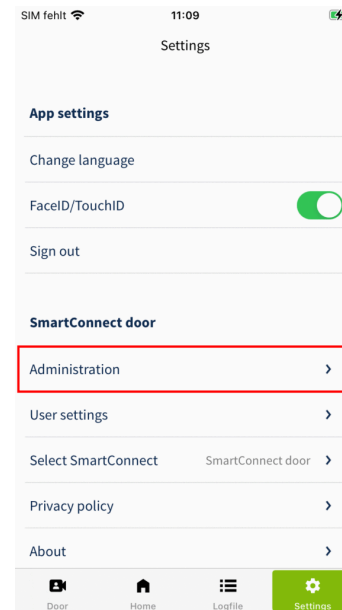 SIM fehlt 11:09
Settings
App settings
Change language
FaceID/TouchID
Sign out
SmartConnect door
Administration
User settings
Select SmartConnect SmartConnect door
Privacy policy
About
Door Home Logfile Settings